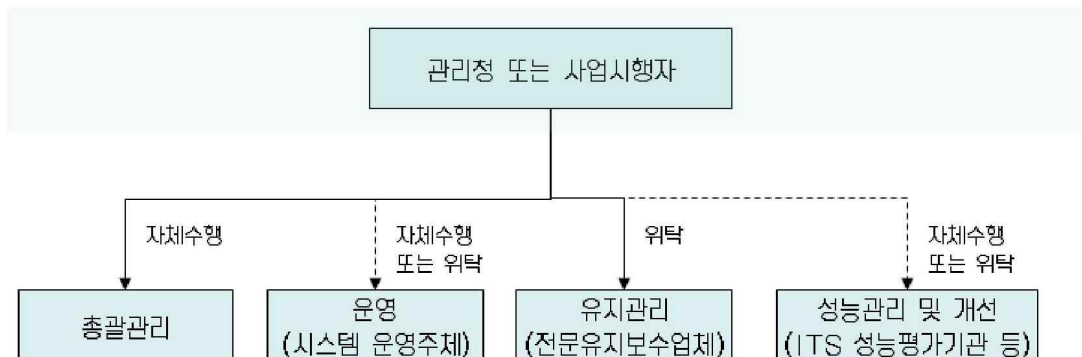 관리청 또는 사업시행자
자체수행
자체수행
또는 위탁
위탁
자체수행
또는 위탁
총괄관리
운영
(시스템 운영주체)
유지관리
(전문유지보수업체)
성능관리 및 개선
(ITS 성능평가기관 등)